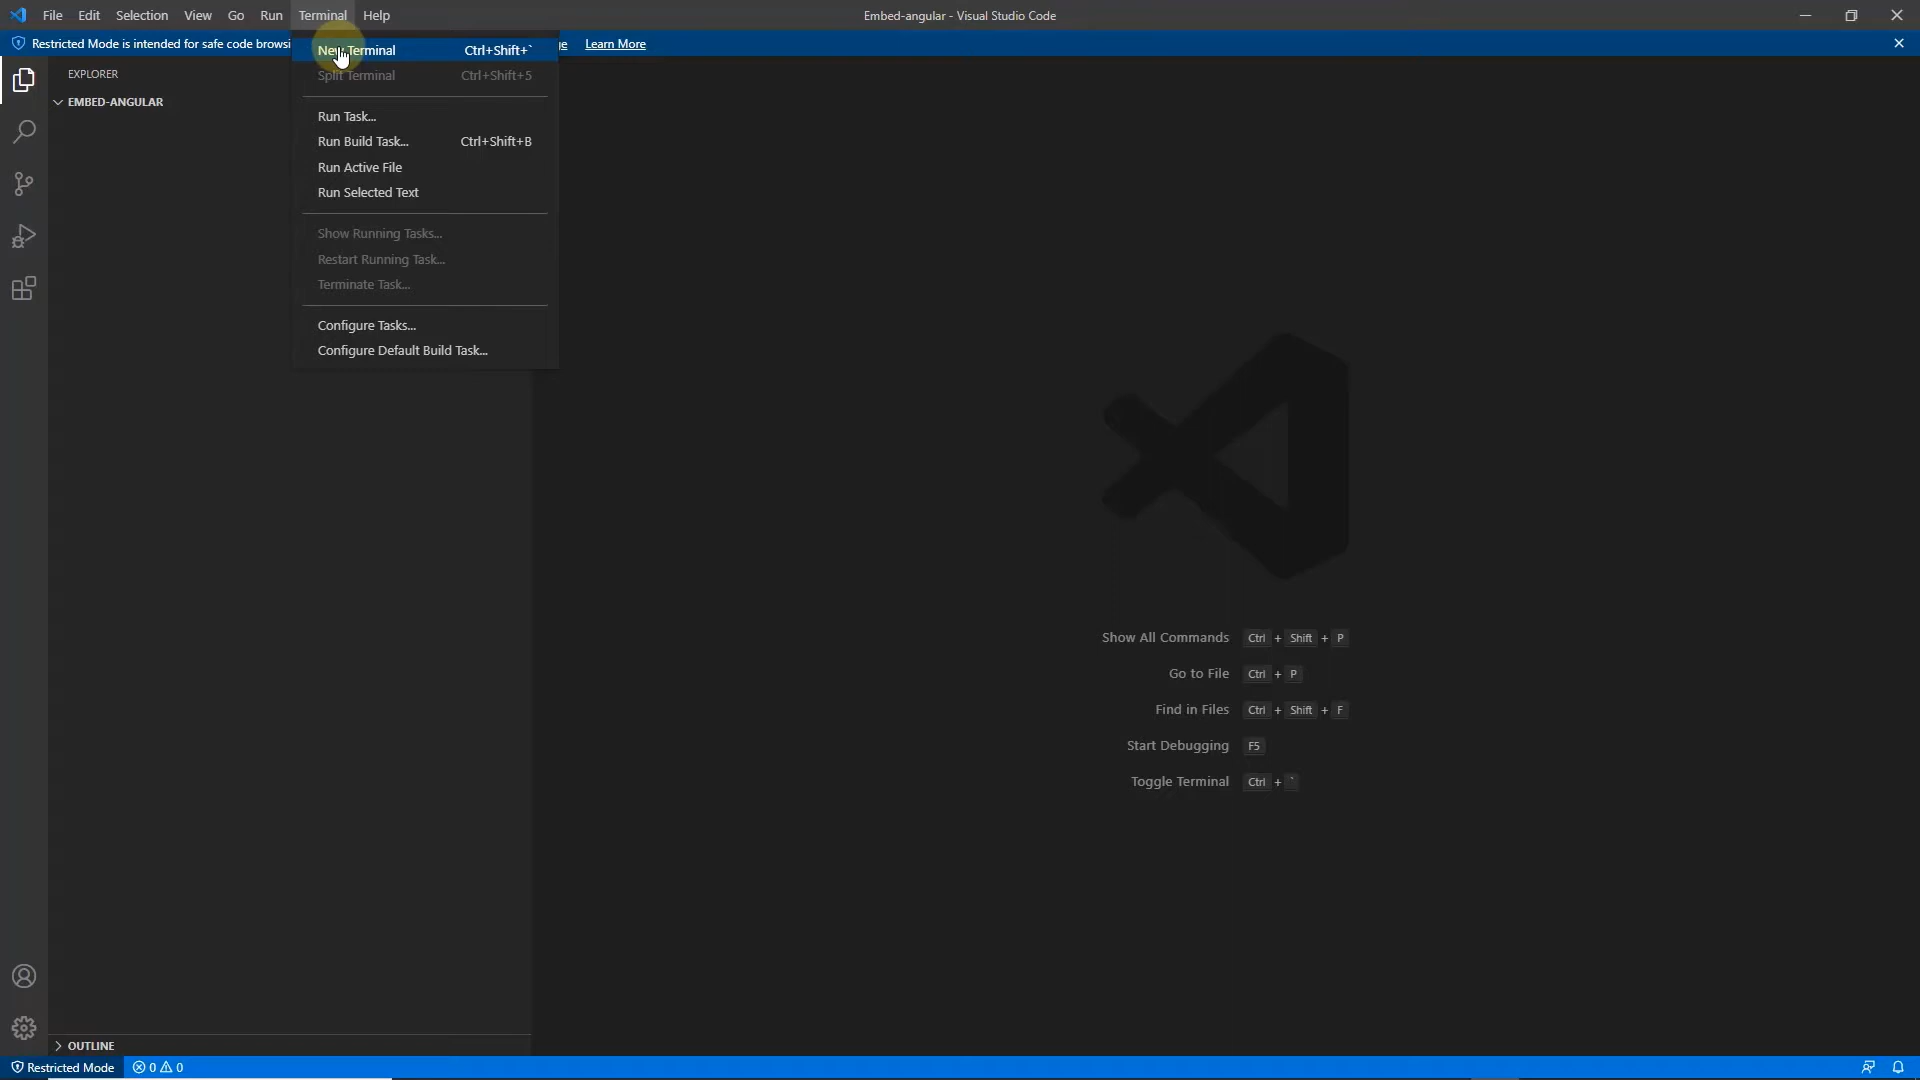 File Edit Selection View Go Run Terminal Help
Embed-angular - Visual Studio Code
Restricted Mode is intended for safe code browsi
Learn More
New Terminal Ctrl+Shift+`
Split Terminal Ctrl+Shift+5
Run Task...
Run Build Task... Ctrl+Shift+B
Run Active File
Run Selected Text
Show Running Tasks...
Restart Running Task...
Terminate Task...
Configure Tasks...
Configure Default Build Task...
EXPLORER
EMBED-ANGULAR
Show All Commands Ctrl + Shift + P
Go to File Ctrl + P
Find in Files Ctrl + Shift + F
Start Debugging F5
Toggle Terminal Ctrl + `
OUTLINE
Restricted Mode 0 0